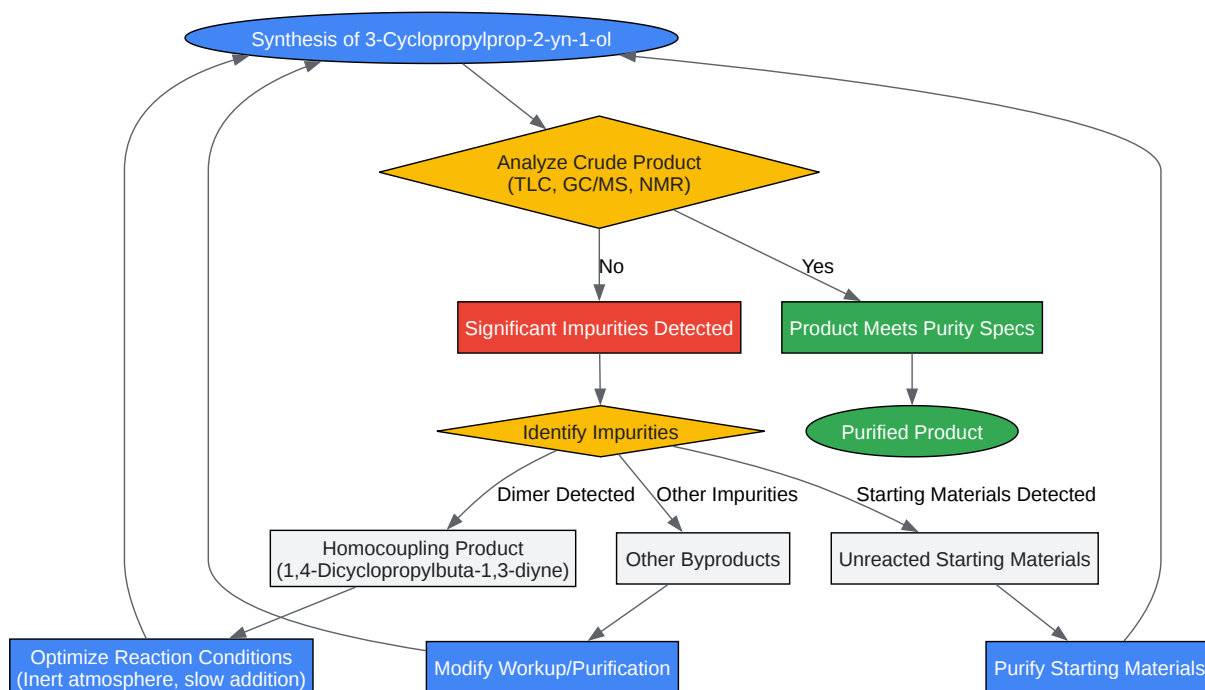 Synthesis of 3-Cyclopropylprop-2-yn-1-ol
Analyze Crude Product
(TLC, GC/MS, NMR)
No
Yes
Significant Impurities Detected
Product Meets Purity Specs
Identify Impurities
Purified Product
Dimer Detected
Other Impurities
Starting Materials Detected
Homocoupling Product
(1,4-Dicyclopropylbuta-1,3-diyne)
Other Byproducts
Unreacted Starting Materials
Optimize Reaction Conditions
(Inert atmosphere, slow addition)
Modify Workup/Purification
Purify Starting Materials